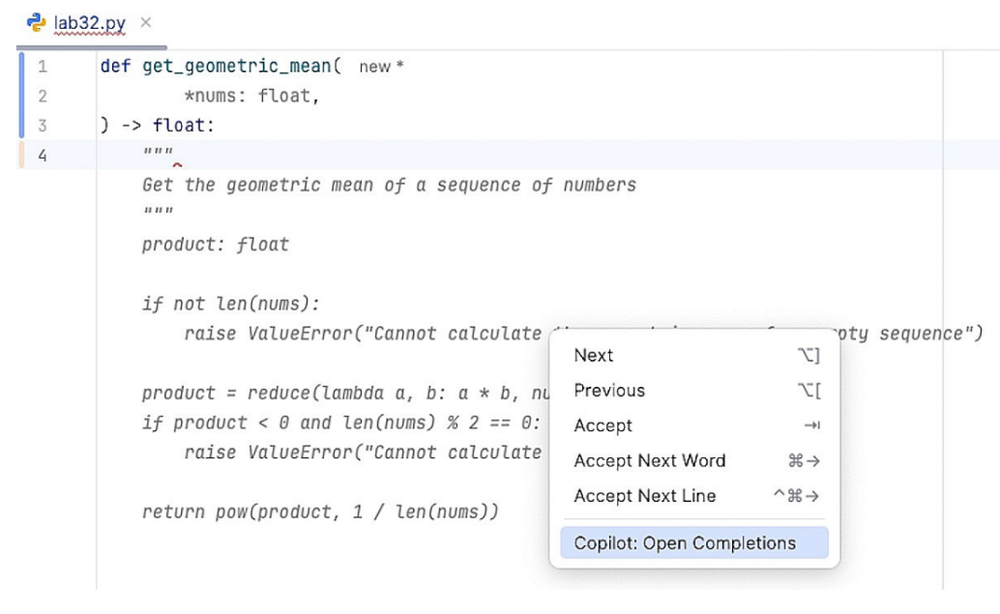 lab32.py ×
1 def get_geometric_mean( new *
2 *nums: float,
3 ) -> float:
4 """
Get the geometric mean of a sequence of numbers
"""
product: float
if not len(nums):
raise ValueError("Cannot calculate sequence")
product = reduce(lambda a, b: a * b,
if product < 0 and len(nums) % 2 == 0:
raise ValueError("Cannot calculate
return pow(product, 1 / len(nums))
Next ⌥]
Previous ⌥[
Accept ⇥
Accept Next Word ⌘→
Accept Next Line ^⌘→
Copilot: Open Completions